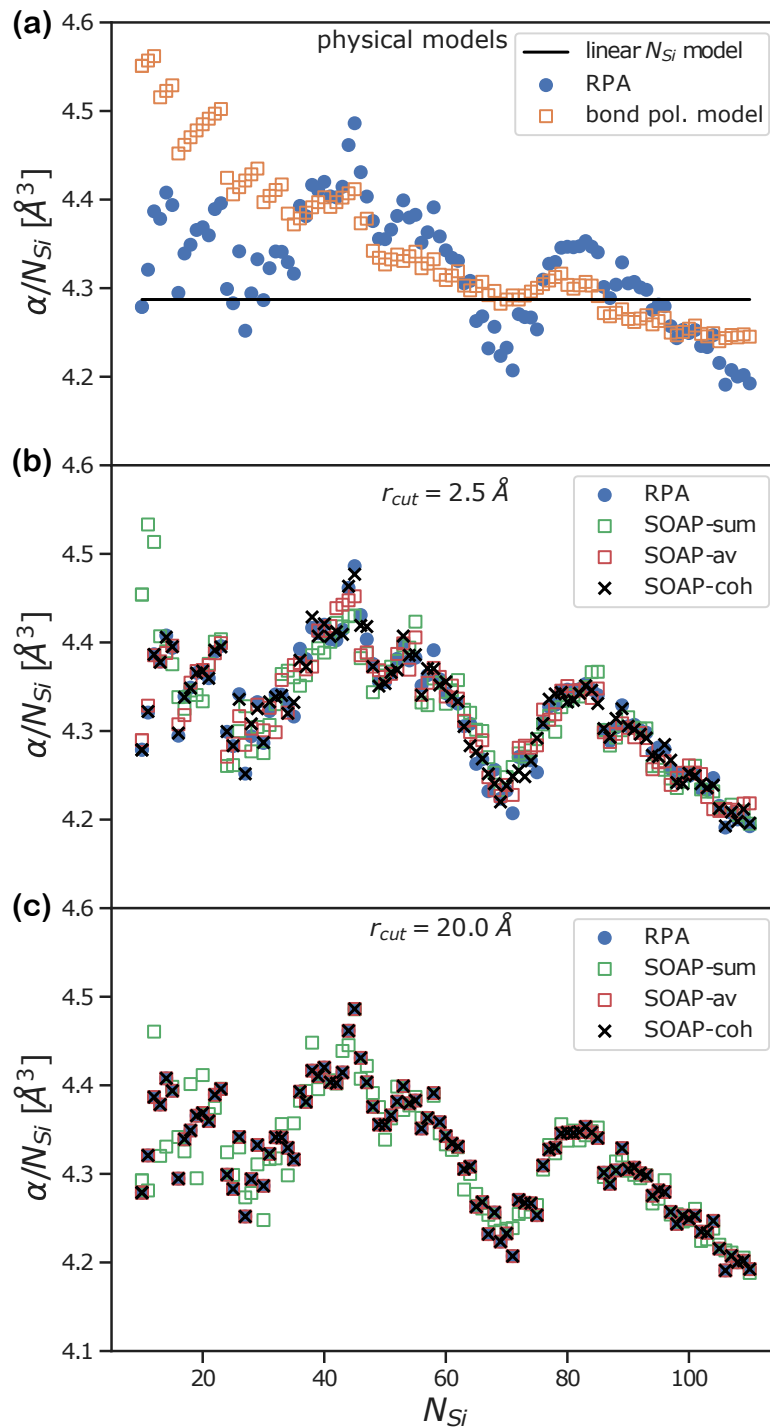 (a)
physical models
linear N_Si model
RPA
bond pol. model
4.6
4.5
4.4
4.3
4.2
α/N_Si [Å³]
(b)
r_cut = 2.5 Å
RPA
SOAP-sum
SOAP-av
SOAP-coh
4.6
4.5
4.4
4.3
4.2
α/N_Si [Å³]
(c)
r_cut = 20.0 Å
RPA
SOAP-sum
SOAP-av
SOAP-coh
4.6
4.5
4.4
4.3
4.2
4.1
α/N_Si [Å³]
20 40 60 80 100
N_Si